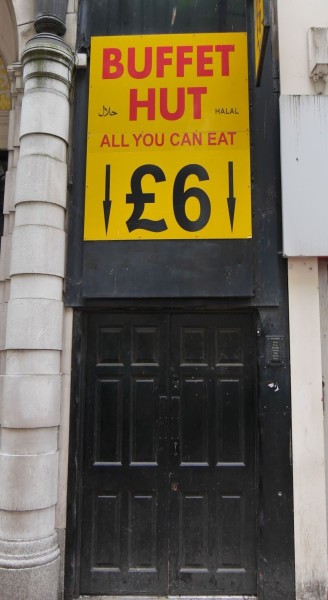 BUFFET
حلال HUT HALAL
ALL YOU CAN EAT
£6